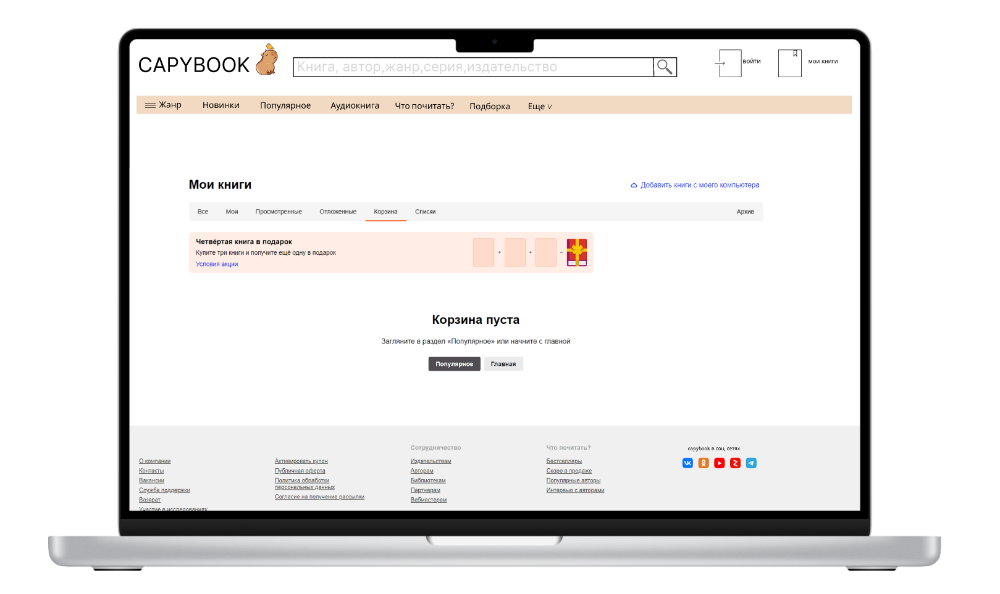 CAPYBOOK
Книга, автор,жанр,серия,издательство
войти
мои книги
Жанр
Новинки
Популярное
Аудиокнига
Что почитать?
Подборка
Еще
Мои книги
Добавить книги с моего компьютера
Все
Мои
Просмотренные
Отложенные
Корзина
Списки
Архив
Четвёртая книга в подарок
Купите три книги и получите ещё одну в подарок
Условия акции
+ + =
Корзина пуста
Загляните в раздел «Популярное» или начните с главной
Популярное
Главная
О компании
Контакты
Вакансии
Служба поддержки
Возврат
Участие в исследованиях
Активировать купон
Публичная оферта
Политика обработки
персональных данных
Согласие на получение рассылки
Сотрудничество
Издательствам
Авторам
Библиотекам
Партнерам
Вебмастерам
Что почитать?
Бестселлеры
Скоро в продаже
Популярные авторы
Интервью с авторами
capybook в соц. сетях